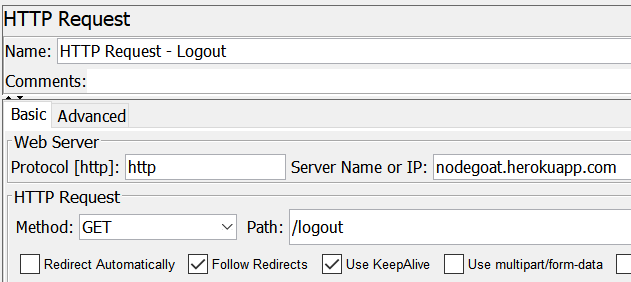 HTTP Request
Name: HTTP Request - Logout
Comments:
Basic Advanced
Web Server
Protocol [http]: http Server Name or IP: nodegoat.herokuapp.com
HTTP Request
Method: GET Path: /logout
Redirect Automatically Follow Redirects Use KeepAlive Use multipart/form-data